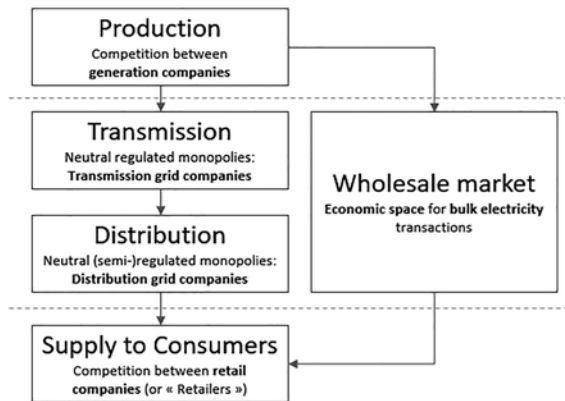 Production
Competition between
generation companies
Transmission
Neutral regulated monopolies:
Transmission grid companies
Distribution
Neutral (semi-)regulated monopolies:
Distribution grid companies
Wholesale market
Economic space for bulk electricity
transactions
Supply to Consumers
Competition between retail
companies (or « Retailers »)